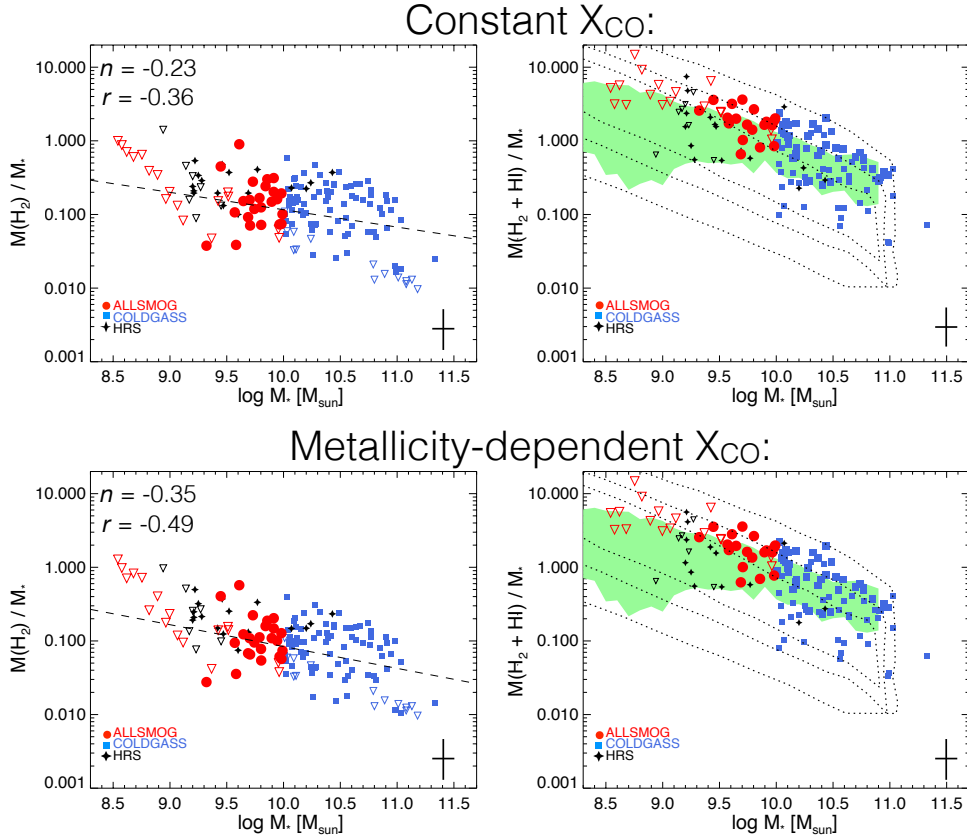 Constant XCO:
n = -0.23
r = -0.36
10.000
1.000
0.100
0.010
0.001
M(H2) / M*
ALLSMOG
COLDGASS
HRS
8.5 9.0 9.5 10.0 10.5 11.0 11.5
log M* [Msun]
10.000
1.000
0.100
0.010
0.001
M(H2 + HI) / M*
ALLSMOG
COLDGASS
HRS
8.5 9.0 9.5 10.0 10.5 11.0 11.5
log M* [Msun]
Metallicity-dependent XCO:
n = -0.35
r = -0.49
10.000
1.000
0.100
0.010
0.001
M(H2) / M*
ALLSMOG
COLDGASS
HRS
8.5 9.0 9.5 10.0 10.5 11.0 11.5
log M* [Msun]
10.000
1.000
0.100
0.010
0.001
M(H2 + HI) / M*
ALLSMOG
COLDGASS
HRS
8.5 9.0 9.5 10.0 10.5 11.0 11.5
log M* [Msun]